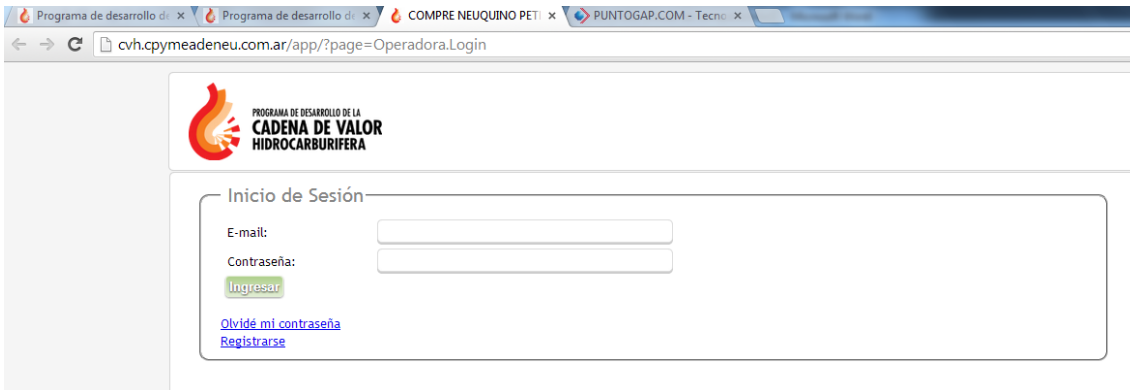 Programa de desarrollo d
Programa de desarrollo de
COMPRE NEUQUINO PET
PUNTOGAP.COM - Tecno
cvh.cpymeadeneu.com.ar/app/?page=Operadora.Login
PROGRAMA DE DESARROLLO DE LA
CADENA DE VALOR
HIDROCARBURIFERA
Inicio de Sesión
E-mail:
Contraseña:
Ingresar
Olvidé mi contraseña
Registrarse